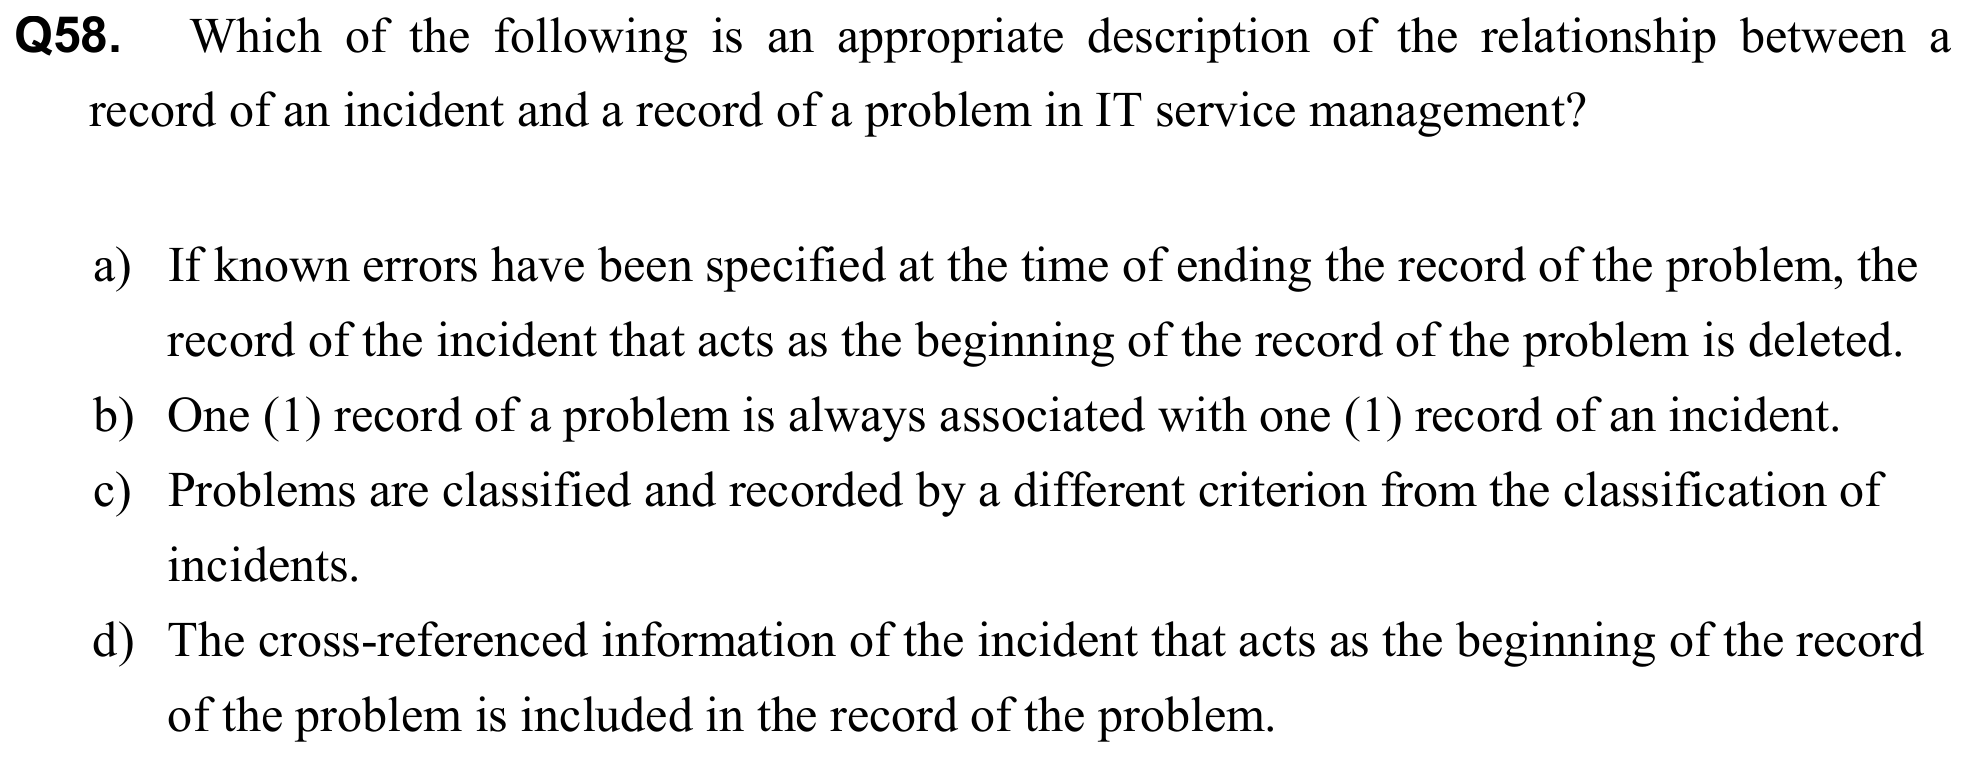 Q58. Which of the following is an appropriate description of the relationship between a
record of an incident and a record of a problem in IT service management?
a) If known errors have been specified at the time of ending the record of the problem, the
record of the incident that acts as the beginning of the record of the problem is deleted.
b) One (1) record of a problem is always associated with one (1) record of an incident.
c) Problems are classified and recorded by a different criterion from the classification of
incidents.
d) The cross-referenced information of the incident that acts as the beginning of the record
of the problem is included in the record of the problem.